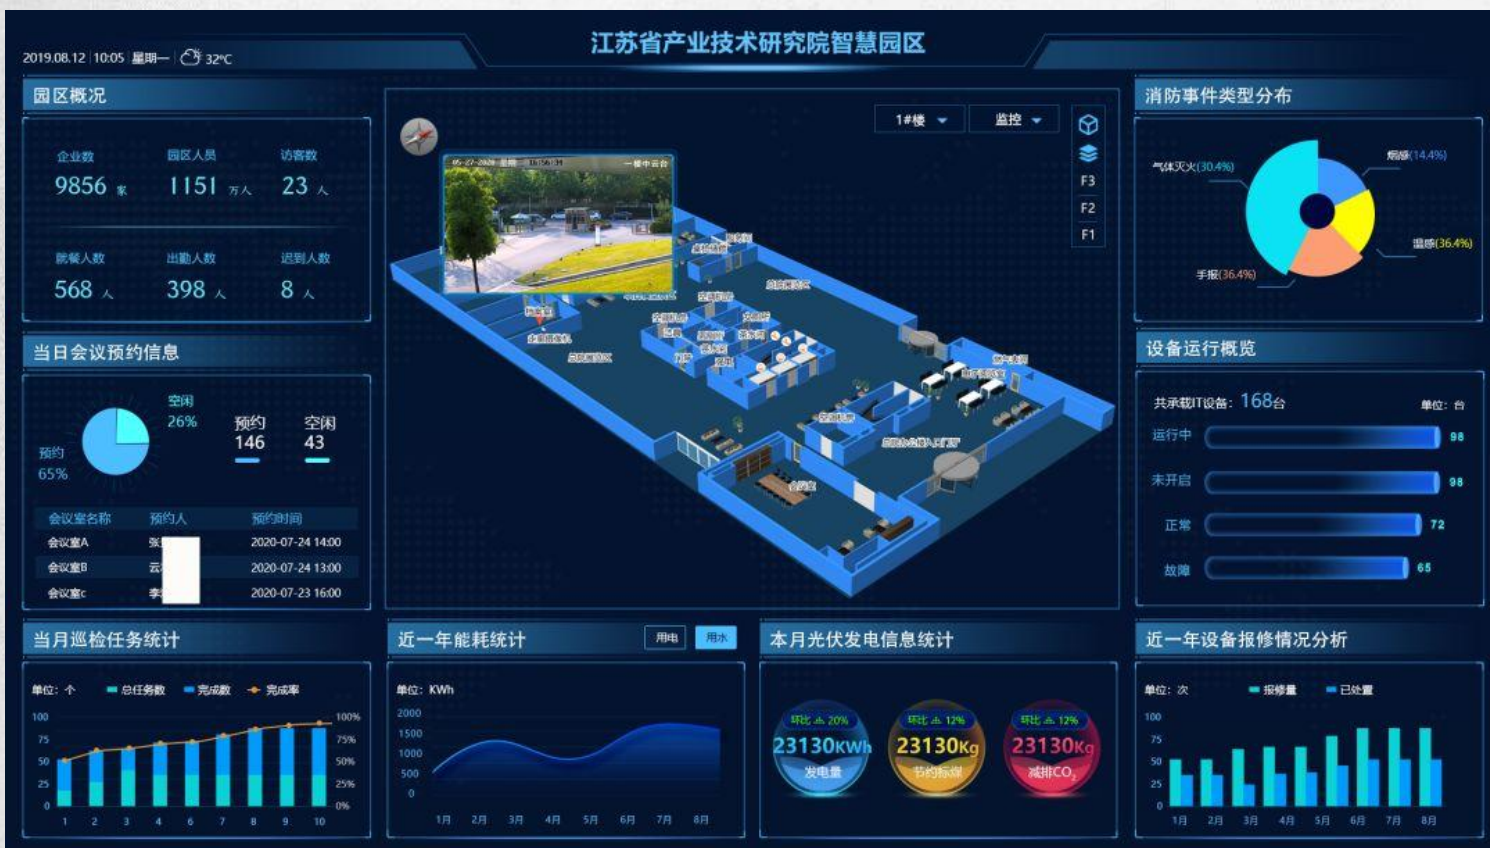 江苏省产业技术研究院智慧园区
2019.08.12 10:05 星期一 32℃
园区概况
企业数 园区人员 访客数
9856 家 1151 万人 23 人
就餐人数 出勤人数 迟到人数
568 人 398 人 8 人
当日会议预约信息
空闲
26%
预约
65%
预约 空闲
146 43
会议室名称 预约人 预约时间
会议室A 张 2020-07-24 14:00
会议室B 云 2020-07-24 13:00
会议室c 李 2020-07-23 16:00
1#楼 监控
F3
F2
F1
05-27-2020 星期 16:56:34
一楼中云台
会议室
消防事件类型分布
气体灭火(30.4%)
烟感(14.4%)
温感(36.4%)
手报(36.4%)
设备运行概览
共承载IT设备：168台 单位：台
运行中 98
未开启 98
正常 72
故障 65
当月巡检任务统计
单位：个 总任务数 完成数 完成率
100 100%
75 75%
50 50%
25 25%
0 0%
1 2 3 4 6 7 8 9 10
近一年能耗统计 用电 用水
单位：KWh
2000
1500
1000
500
0
1月 2月 3月 4月 5月 6月 7月 8月
本月光伏发电信息统计
环比 20% 环比 12% 环比 12%
23130KWh 23130Kg 23130Kg
发电量 节约标煤 减排CO₂
近一年设备报修情况分析
单位：次 报修量 已处置
100
75
50
25
0
1月 2月 3月 4月 5月 6月 7月 8月